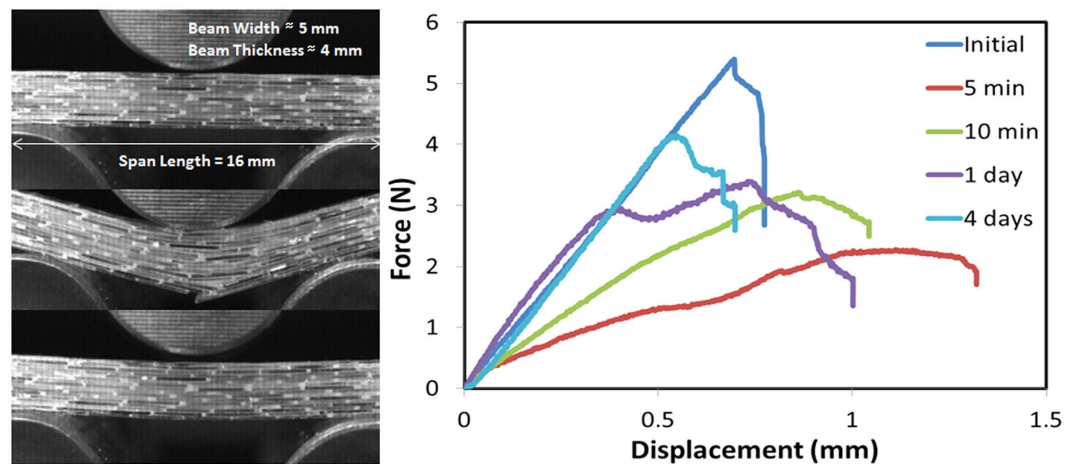 Beam Width ≈ 5 mm
Beam Thickness ≈ 4 mm
Span Length = 16 mm
Force (N)
6
5
4
3
2
1
0
0
0.5
1
1.5
Displacement (mm)
Initial
5 min
10 min
1 day
4 days